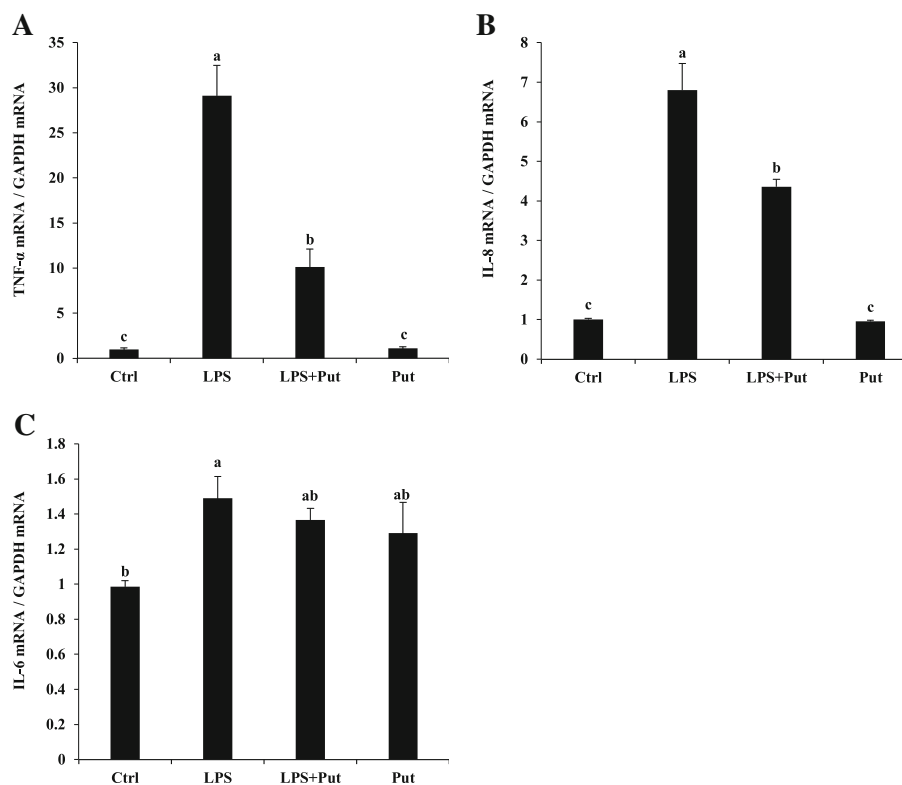 A
TNF-α mRNA / GAPDH mRNA
35
30
25
20
15
10
5
0
c
a
b
c
Ctrl LPS LPS+Put Put
B
IL-8 mRNA / GAPDH mRNA
8
7
6
5
4
3
2
1
0
c
a
b
c
Ctrl LPS LPS+Put Put
C
IL-6 mRNA / GAPDH mRNA
1.8
1.6
1.4
1.2
1
0.8
0.6
0.4
0.2
0
b
a
ab
ab
Ctrl LPS LPS+Put Put